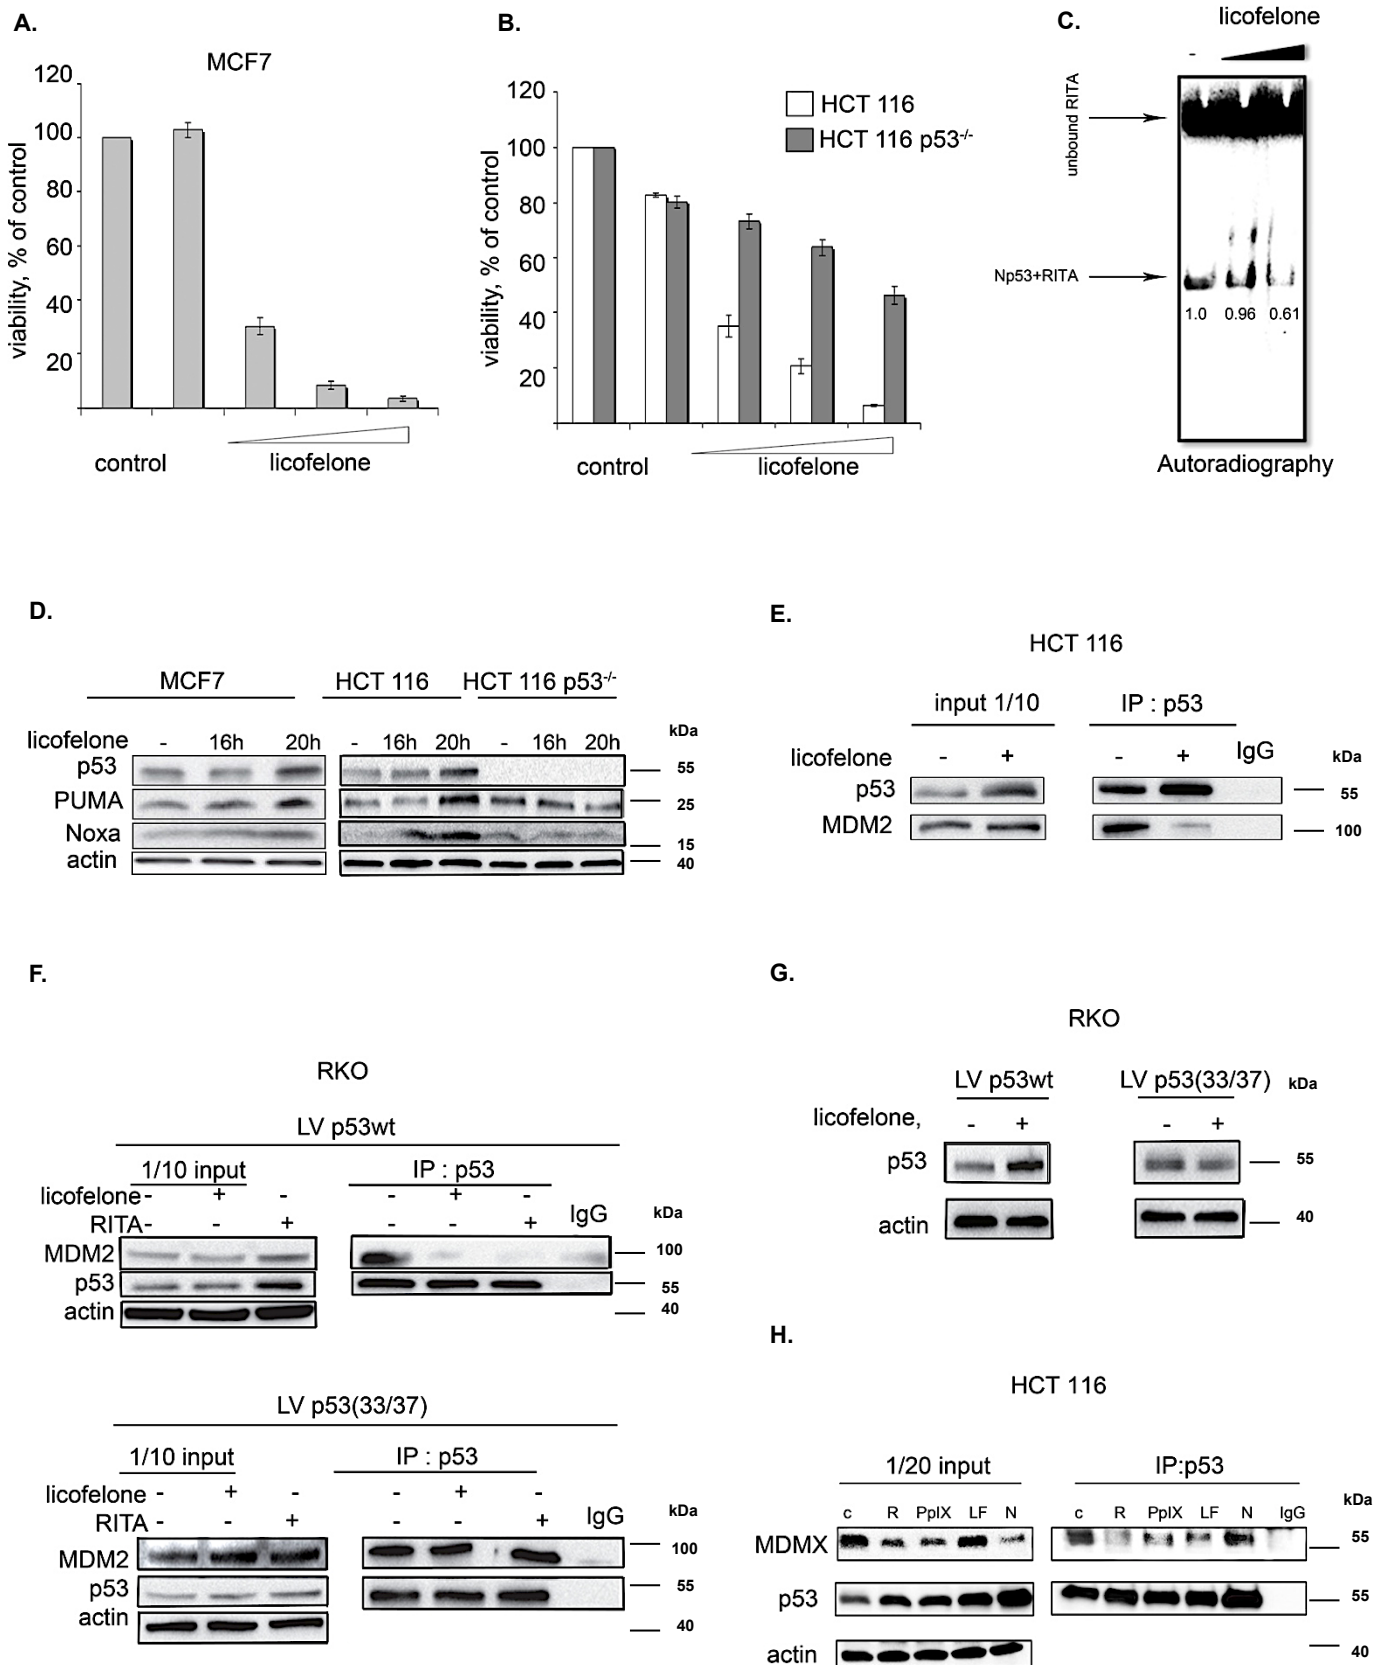 A.
MCF7
viability, % of control
120
100
80
60
40
20
control
licofelone
B.
viability, % of control
120
100
80
60
40
20
HCT 116
HCT 116 p53-/-
control
licofelone
C.
licofelone
-
unbound RITA
Np53+RITA
1.0 0.96 0.61
Autoradiography
D.
MCF7 HCT 116 HCT 116 p53-/-
kDa
licofelone - 16h 20h - 16h 20h - 16h 20h
p53 55
PUMA 25
Noxa 15
actin 40
E.
HCT 116
input 1/10 IP : p53
licofelone - + - + IgG kDa
p53 55
MDM2 100
F.
RKO
LV p53wt
1/10 input IP : p53
licofelone - + - - + -
RITA - - + - - + IgG kDa
MDM2 100
p53 55
actin 40
LV p53(33/37)
1/10 input IP : p53
licofelone - + - - + -
RITA - - + - - + IgG kDa
MDM2 100
p53 55
actin 40
G.
RKO
LV p53wt LV p53(33/37) kDa
licofelone, - + - +
p53 55
actin 40
H.
HCT 116
1/20 input IP:p53
c R PpIX LF N c R PpIX LF N IgG kDa
MDMX 55
p53 55
actin 40